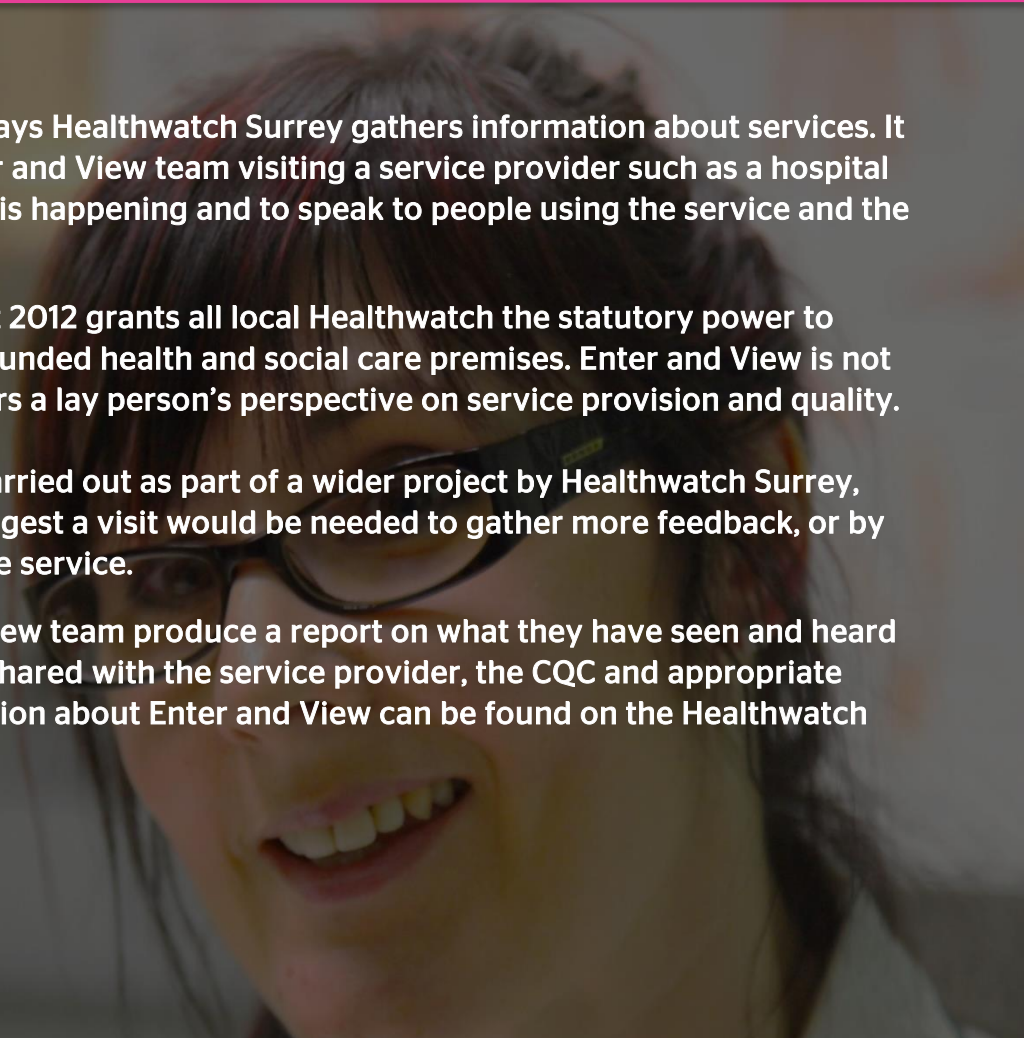 ays Healthwatch Surrey gathers information about services. It
and View team visiting a service provider such as a hospital
is happening and to speak to people using the service and the
2012 grants all local Healthwatch the statutory power to
unded health and social care premises. Enter and View is not
rs a lay person’s perspective on service provision and quality.
arried out as part of a wider project by Healthwatch Surrey,
ggest a visit would be needed to gather more feedback, or by
e service.
ew team produce a report on what they have seen and heard
hared with the service provider, the CQC and appropriate
ion about Enter and View can be found on the Healthwatch